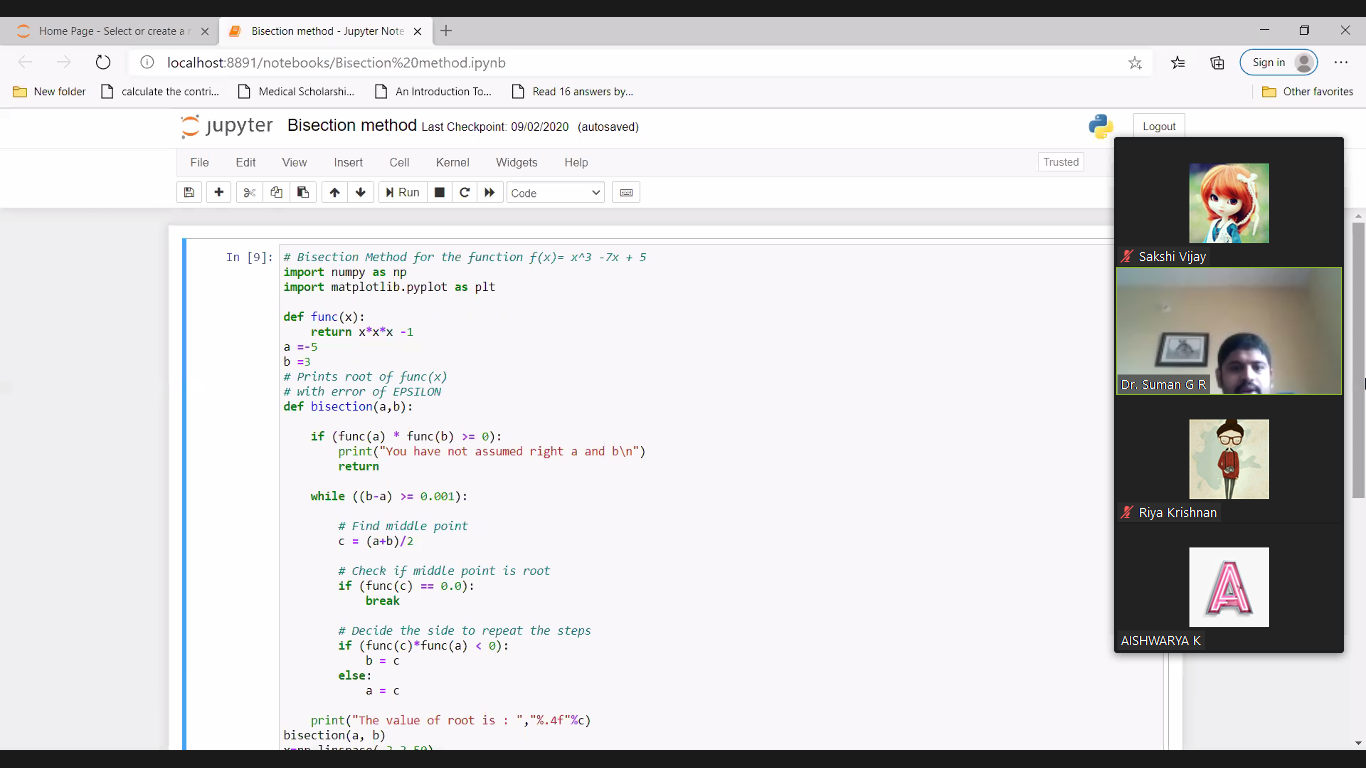 Home Page - Select or create a n
Bisection method - Jupyter Note
localhost:8891/notebooks/Bisection%20method.ipynb
Sign in
New folder
calculate the contri...
Medical Scholarshi...
An Introduction To...
Read 16 answers by...
Other favorites
jupyter
Bisection method Last Checkpoint: 09/02/2020 (autosaved)
Logout
File Edit View Insert Cell Kernel Widgets Help
Trusted
Run
Code
In [9]:
# Bisection Method for the function f(x)= x^3 -7x + 5
import numpy as np
import matplotlib.pyplot as plt
def func(x):
    return x*x*x -1
a =-5
b =3
# Prints root of func(x)
# with error of EPSILON
def bisection(a,b):
    if (func(a) * func(b) >= 0):
        print("You have not assumed right a and b\n")
        return
    while ((b-a) >= 0.001):
        # Find middle point
        c = (a+b)/2
        # Check if middle point is root
        if (func(c) == 0.0):
            break
        # Decide the side to repeat the steps
        if (func(c)*func(a) < 0):
            b = c
        else:
            a = c
    print("The value of root is : ","%.4f"%c)
bisection(a, b)
Sakshi Vijay
Dr. Suman G R
Riya Krishnan
A
AISHWARYA K